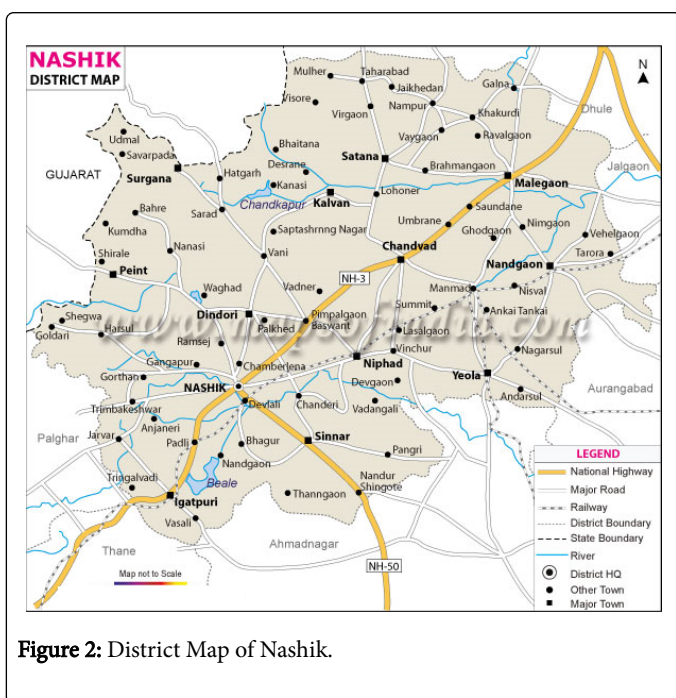 NASHIK
DISTRICT MAP
N
Mulher
Taharabad
Jaikhedan
Galna
Visore
Virgaon
Nampur
Khakurdi
Dhule
Udmal
Savarpada
Bhaitana
Vaygaon
Ravalgaon
Satana
Desrane
Brahmangaon
Jalgaon
GUJARAT
Surgana
Hatgarh
Kanasi
Malegaon
Chandkapur
Kalvan
Lohoner
Bahre
Sarad
Saundane
Umbrane
Nimgaon
Kumdha
Saptashrnng Nagar
Ghodgaon
Vehelgaon
Nanasi
Vani
Chandvad
Tarora
Shirale
Nandgaon
Peint
NH-3
Waghad
Vadner
Manmad
Nisval
Summit
Shegwa
Dindori
Palkhed
Pimpalgaon
Baswant
Ankai Tankai
www.mapsofindia.com
Goldari
Harsul
Lasalgaon
Ramsej
Vinchur
Nagarsul
Gangapur
Chamberlena
Niphad
Gorthan
Devgaon
Yeola
NASHIK
Aurangabad
Andarsul
Trimbakeshwar
Devlali
Chanderi
Vadangali
Anjaneri
Palghar
Jarvar
Padlj
Bhagur
Sinnar
Pangri
Nandgaon
Tringalvadi
Beale
Nandur
Shingote
Igatpuri
Thanngaon
Vasali
Thane
Ahmadnagar
NH-50
Map not to Scale
LEGEND
National Highway
Major Road
Railway
District Boundary
State Boundary
River
District HQ
Other Town
Major Town
Figure 2: District Map of Nashik.